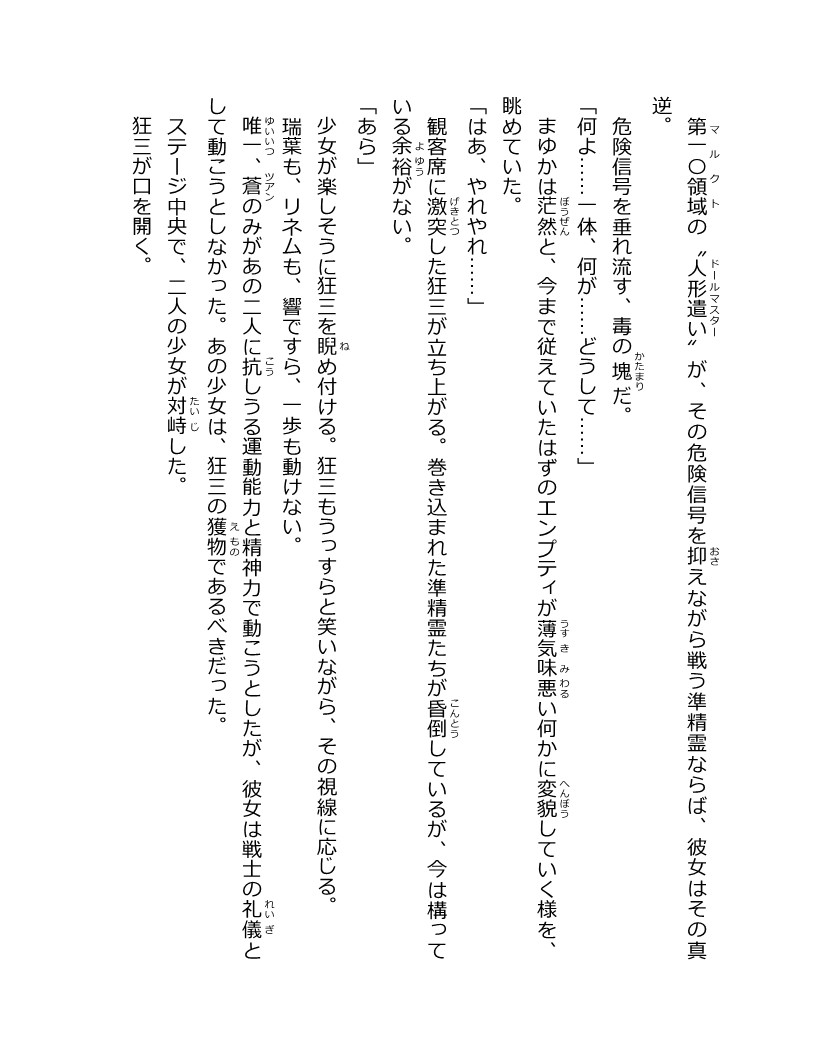 第一〇領域の〝人形遣い〟が、その危険信号を抑えながら戦う準精霊ならば、彼女はその真
逆。
危険信号を垂れ流す、毒の塊だ。
「何よ……一体、何が……どうして……」
まゆかは茫然と、今まで従えていたはずのエンプティが薄気味悪い何かに変貌していく様を、
眺めていた。
「はあ、やれやれ……」
観客席に激突した狂三が立ち上がる。巻き込まれた準精霊たちが昏倒しているが、今は構って
いる余裕がない。
「あら」
少女が楽しそうに狂三を睨め付ける。狂三もうっすらと笑いながら、その視線に応じる。
瑞葉も、リネムも、響ですら、一歩も動けない。
唯一、蒼のみがあの二人に抗しうる運動能力と精神力で動こうとしたが、彼女は戦士の礼儀と
して動こうとしなかった。あの少女は、狂三の獲物であるべきだった。
ステージ中央で、二人の少女が対峙した。
狂三が口を開く。